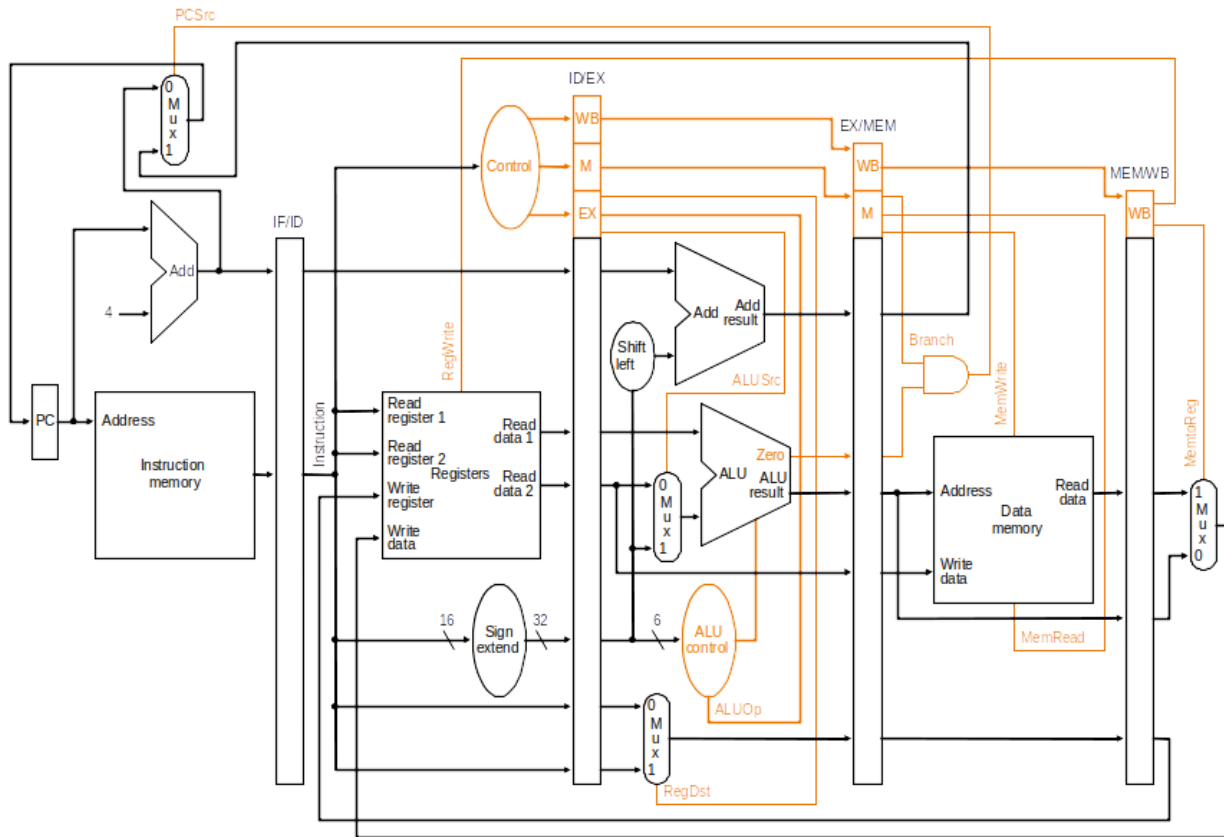 PCSrc
ID/EX
0
M
u
x
1
WB
EX/MEM
Control
M
WB
MEM/WB
EX
M
WB
IF/ID
Add
4
Add
Add
result
Shift
left
Branch
RegWrite
ALUSrc
MemWrite
MemtoReg
PC
Address
Instruction
memory
Instruction
Read
register 1
Read
register 2
Write
register
Write
data
Registers
Read
data 1
Read
data 2
0
M
u
x
1
ALU
Zero
ALU
result
Address
Write
data
Data
memory
Read
data
1
M
u
x
0
16
Sign
extend
32
6
ALU
control
MemRead
0
M
u
x
1
ALUOp
RegDst